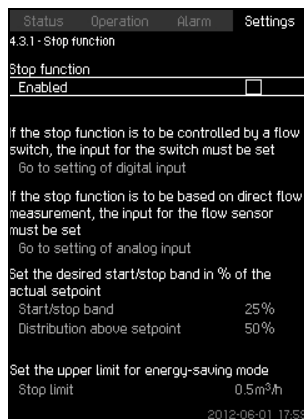 Status Operation Alarm Settings
4.3.1 - Stop function
Stop function
Enabled
If the stop function is to be controlled by a flow
switch, the input for the switch must be set
Go to setting of digital input
If the stop function is to be based on direct flow
measurement, the input for the flow sensor
must be set
Go to setting of analog input
Set the desired start/stop band in % of the
actual setpoint
Start/stop band 25%
Distribution above setpoint 50%
Set the upper limit for energy-saving mode
Stop limit 0.5m³/h
2012-06-01 17:59